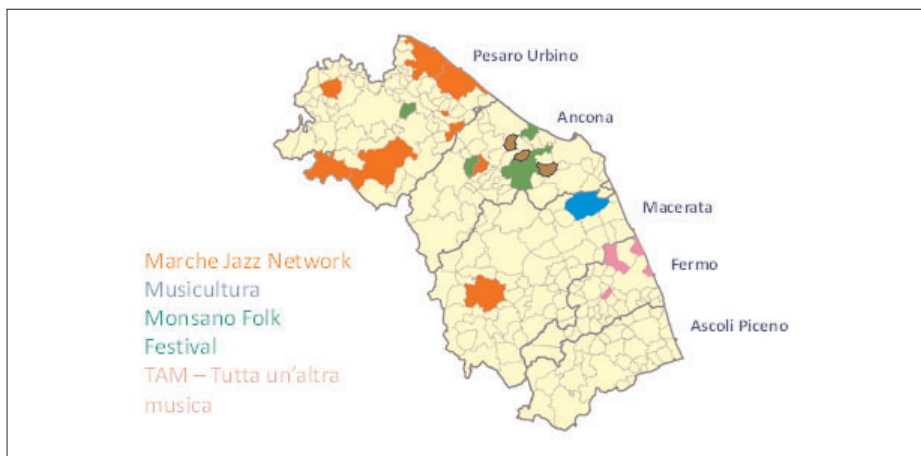 Pesaro Urbino
Ancona
Macerata
Fermo
Ascoli Piceno
Marche Jazz Network
Musicultura
Monsano Folk
Festival
TAM – Tutta un'altra
musica